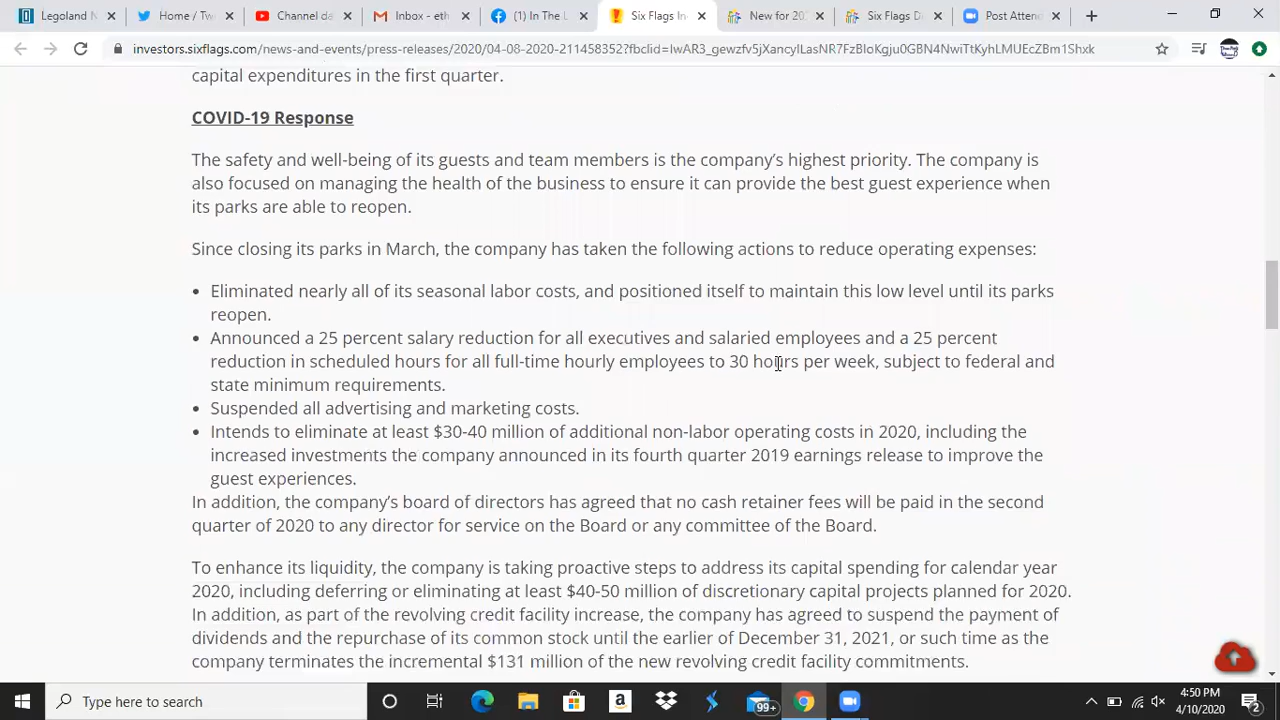 Legoland N
Home / Tw
Channel da
Inbox - eth
(1) In The L
Six Flags In
New for 20
Six Flags D
Post Attend
investors.sixflags.com/news-and-events/press-releases/2020/04-08-2020-211458352?fbclid=IwAR3_gewzfv5jXancylLasNR7FzBloKgju0GBN4NwiTtKyhLMUEcZBm1Shxk
capital expenditures in the first quarter.
COVID-19 Response
The safety and well-being of its guests and team members is the company's highest priority. The company is
also focused on managing the health of the business to ensure it can provide the best guest experience when
its parks are able to reopen.
Since closing its parks in March, the company has taken the following actions to reduce operating expenses:
• Eliminated nearly all of its seasonal labor costs, and positioned itself to maintain this low level until its parks
reopen.
• Announced a 25 percent salary reduction for all executives and salaried employees and a 25 percent
reduction in scheduled hours for all full-time hourly employees to 30 hours per week, subject to federal and
state minimum requirements.
• Suspended all advertising and marketing costs.
• Intends to eliminate at least $30-40 million of additional non-labor operating costs in 2020, including the
increased investments the company announced in its fourth quarter 2019 earnings release to improve the
guest experiences.
In addition, the company's board of directors has agreed that no cash retainer fees will be paid in the second
quarter of 2020 to any director for service on the Board or any committee of the Board.
To enhance its liquidity, the company is taking proactive steps to address its capital spending for calendar year
2020, including deferring or eliminating at least $40-50 million of discretionary capital projects planned for 2020.
In addition, as part of the revolving credit facility increase, the company has agreed to suspend the payment of
dividends and the repurchase of its common stock until the earlier of December 31, 2021, or such time as the
company terminates the incremental $131 million of the new revolving credit facility commitments.
Type here to search
99+
4:50 PM
4/10/2020
2